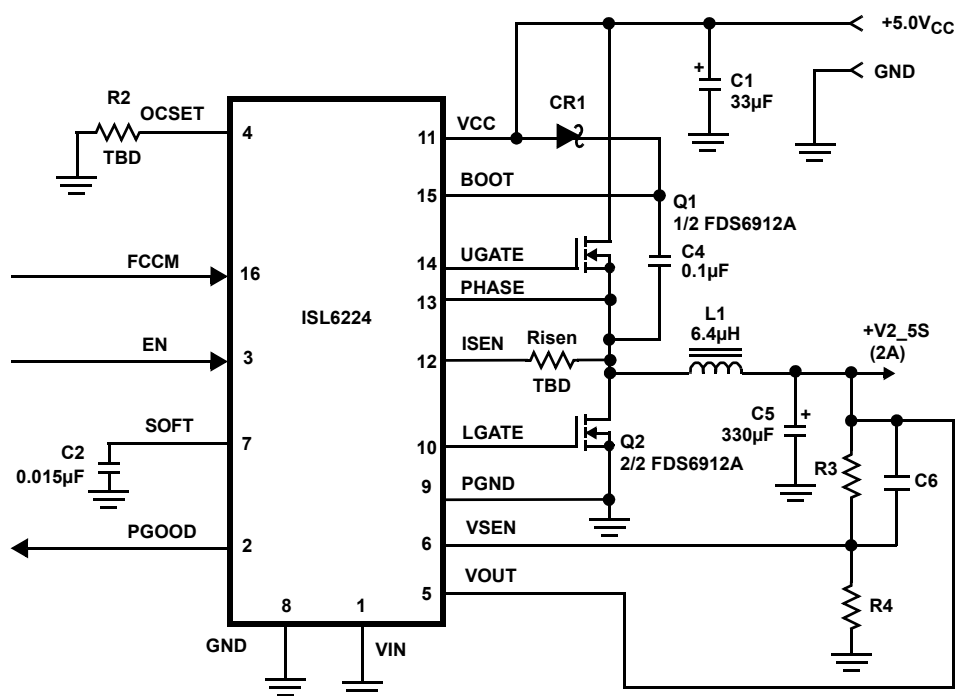 +5.0VCC
GND
C1
33µF
+
R2
OCSET
TBD
4
CR1
VCC
11
BOOT
15
Q1
1/2 FDS6912A
C4
0.1µF
FCCM
16
UGATE
14
PHASE
13
ISL6224
L1
6.4µH
+V2_5S
(2A)
EN
3
ISEN
12
Risen
TBD
SOFT
7
C2
0.015µF
LGATE
10
Q2
2/2 FDS6912A
C5
330µF
+
PGND
9
R3
C6
PGOOD
2
VSEN
6
VOUT
5
R4
8
1
GND
VIN